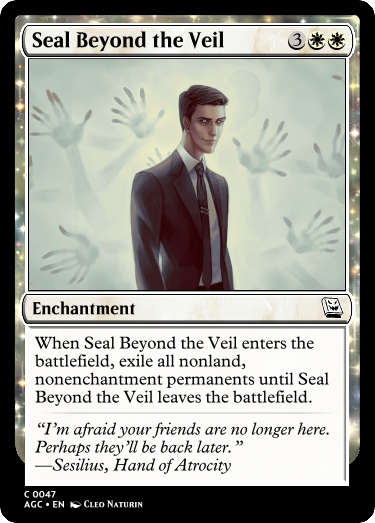 Seal Beyond the Veil 3
Enchantment
When Seal Beyond the Veil enters the
battlefield, exile all nonland,
nonenchantment permanents until Seal
Beyond the Veil leaves the battlefield.
“I’m afraid your friends are no longer here.
Perhaps they’ll be back later.”
—Sesilius, Hand of Atrocity
C 0047
AGC • EN Cleo Naturin